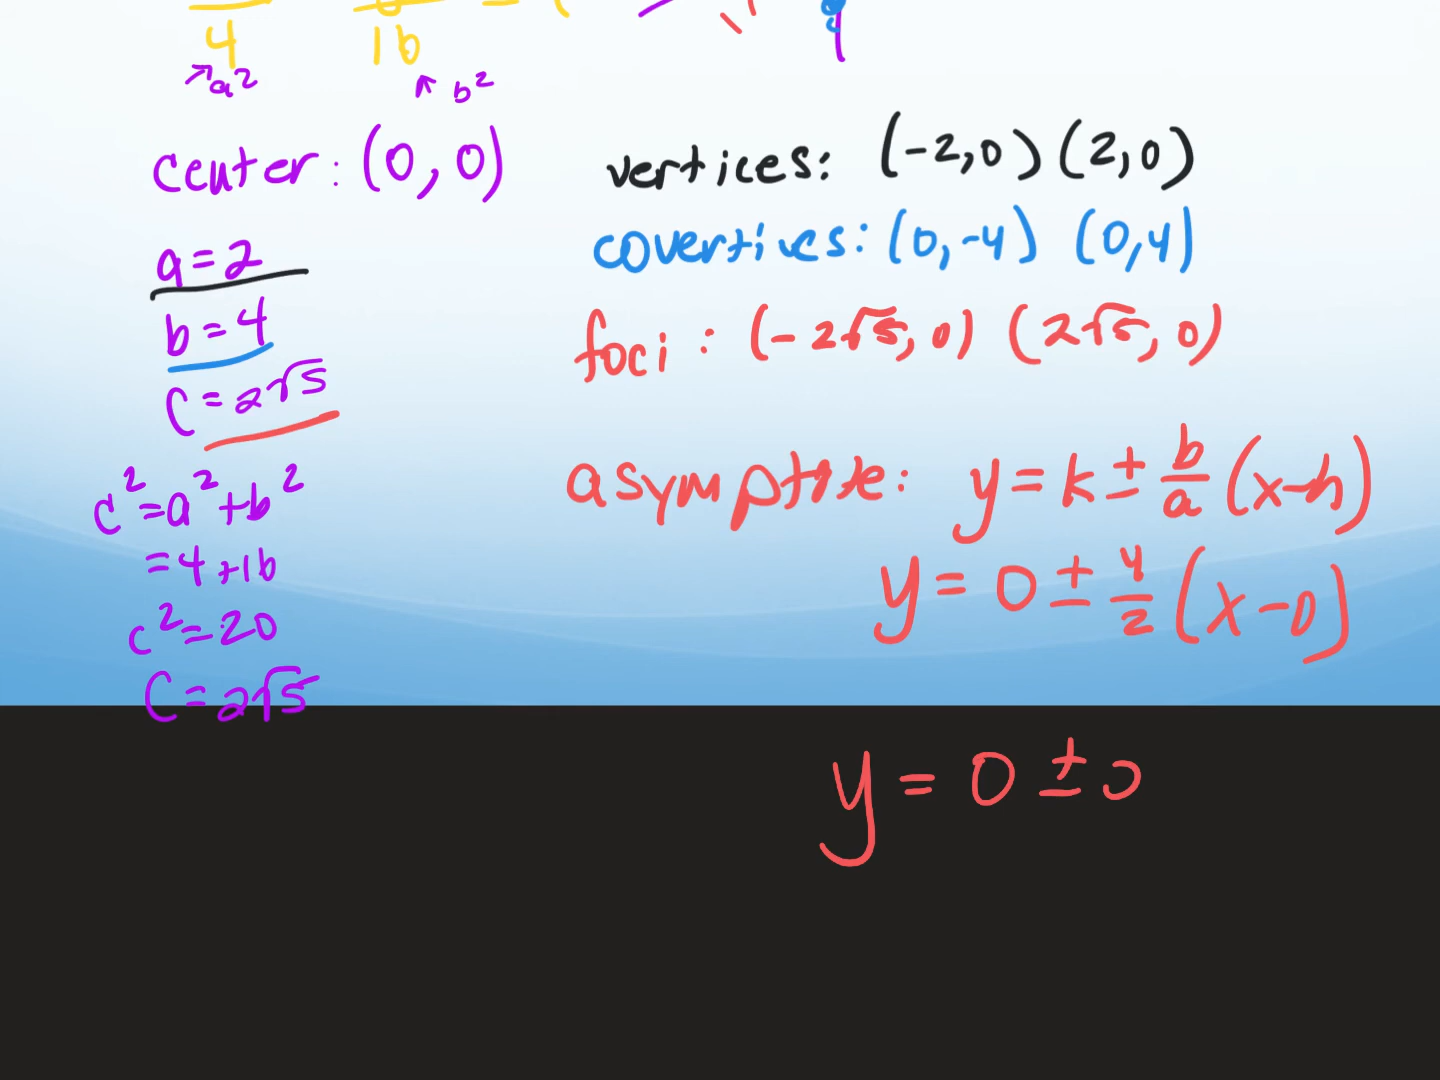 4 16
a² b²
center: (0, 0)
a = 2
b = 4
c = 2√5
c² = a² + b²
= 4 + 16
c² = 20
c = 2√5
vertices: (-2,0) (2,0)
covertices: (0,-4) (0,4)
foci: (-2√5, 0) (2√5, 0)
asymptote: y = k ± b/a (x-h)
y = 0 ± 4/2 (x-0)
y = 0 ±